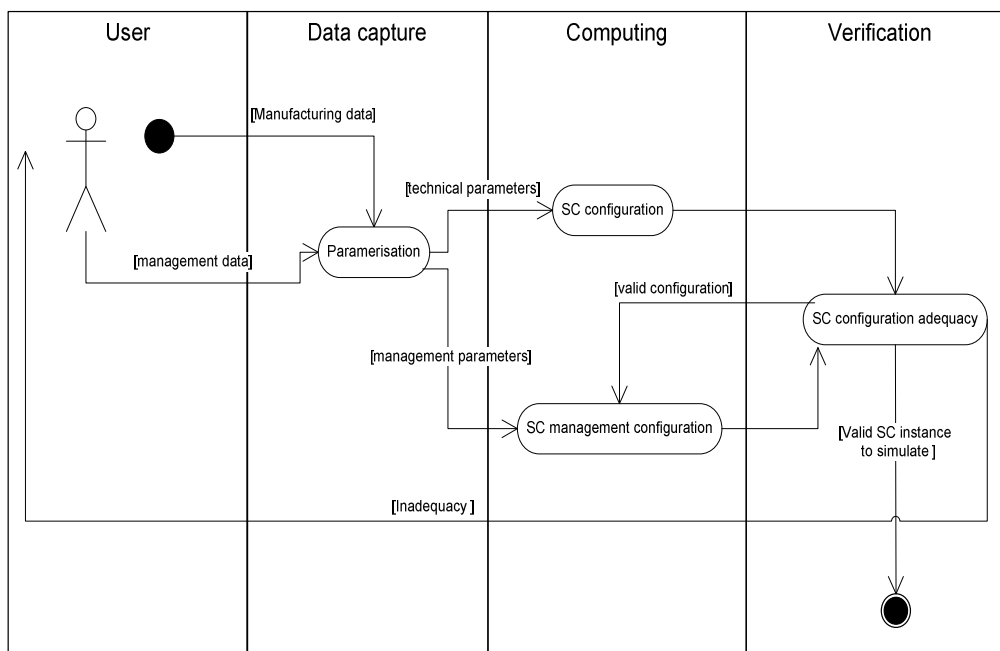 User
Data capture
Computing
Verification
[Manufacturing data]
[technical parameters]
SC configuration
Paramerisation
[management data]
[valid configuration]
SC configuration adequacy
[management parameters]
SC management configuration
[Valid SC instance
to simulate ]
[Inadequacy ]